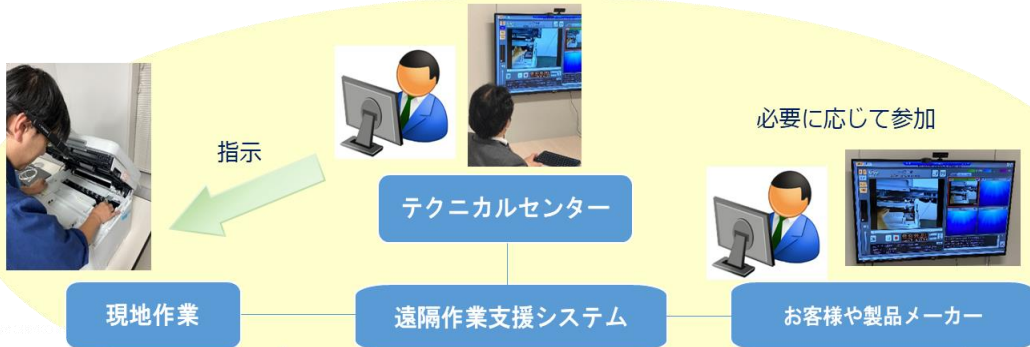 必要に応じて参加
指示
テクニカルセンター
現地作業
遠隔作業支援システム
お客様や製品メーカー